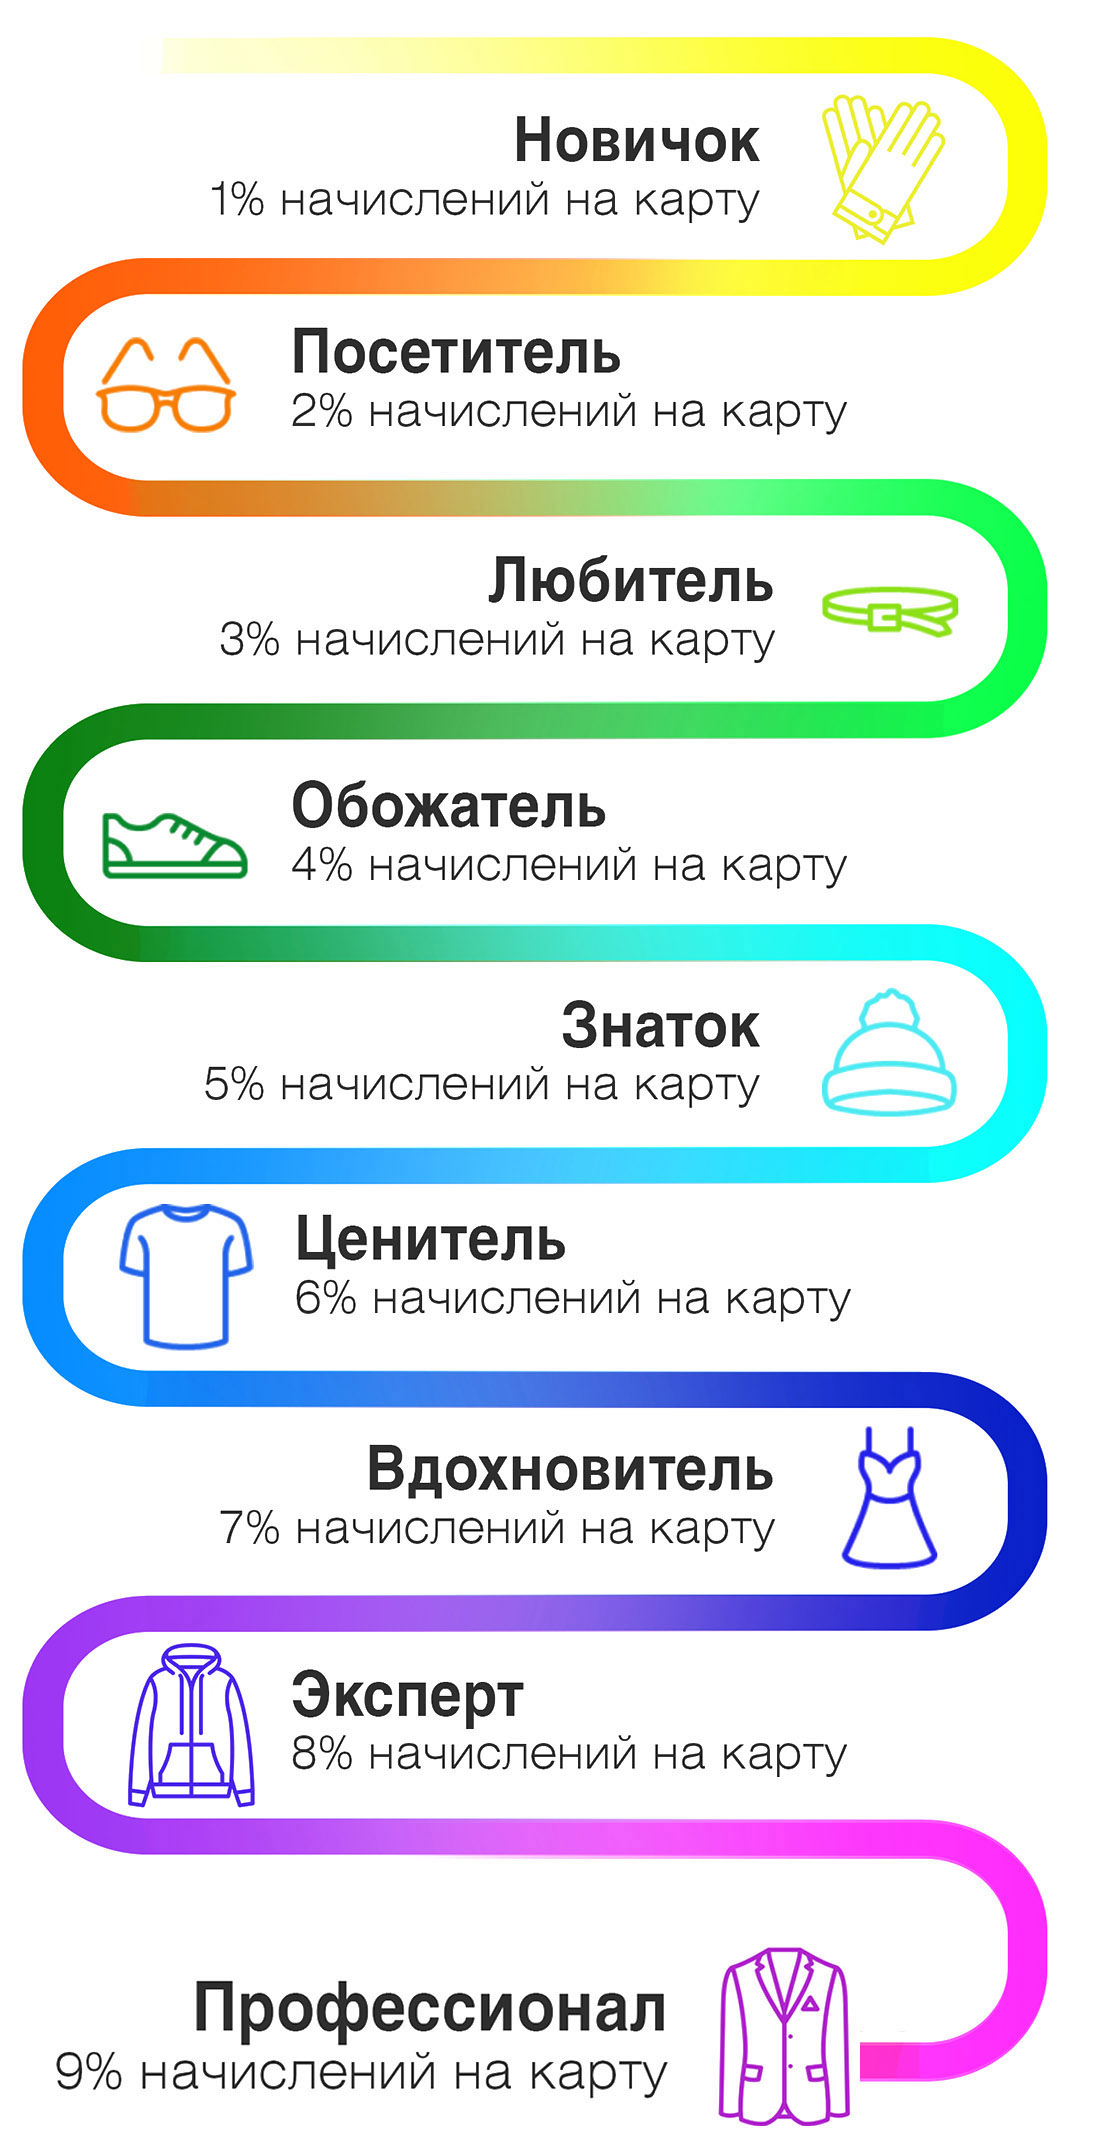 Новичок
1% начислений на карту
Посетитель
2% начислений на карту
Любитель
3% начислений на карту
Обожатель
4% начислений на карту
Знаток
5% начислений на карту
Ценитель
6% начислений на карту
Вдохновитель
7% начислений на карту
Эксперт
8% начислений на карту
Профессионал
9% начислений на карту